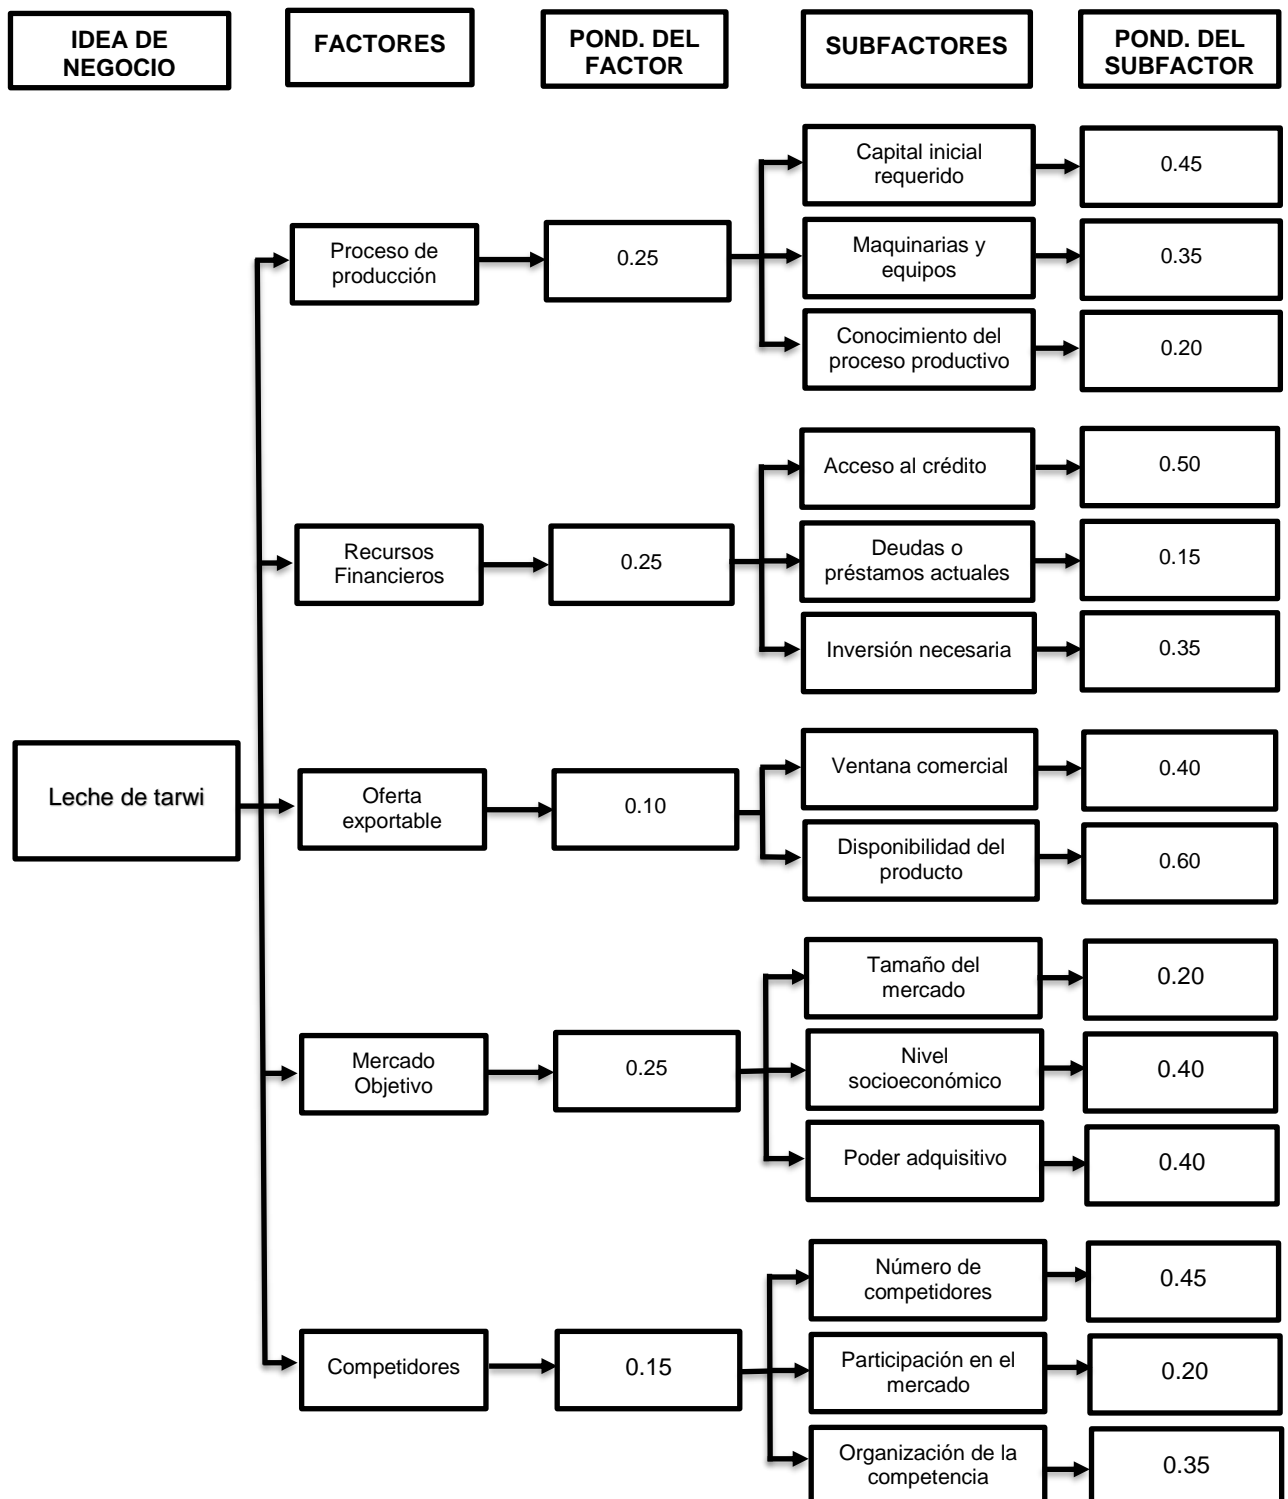 IDEA DE
NEGOCIO
FACTORES
POND. DEL
FACTOR
SUBFACTORES
POND. DEL
SUBFACTOR
Leche de tarwi
Proceso de
producción
0.25
Capital inicial
requerido
0.45
Maquinarias y
equipos
0.35
Conocimiento del
proceso productivo
0.20
Recursos
Financieros
0.25
Acceso al crédito
0.50
Deudas o
préstamos actuales
0.15
Inversión necesaria
0.35
Oferta
exportable
0.10
Ventana comercial
0.40
Disponibilidad del
producto
0.60
Mercado
Objetivo
0.25
Tamaño del
mercado
0.20
Nivel
socioeconómico
0.40
Poder adquisitivo
0.40
Competidores
0.15
Número de
competidores
0.45
Participación en el
mercado
0.20
Organización de la
competencia
0.35